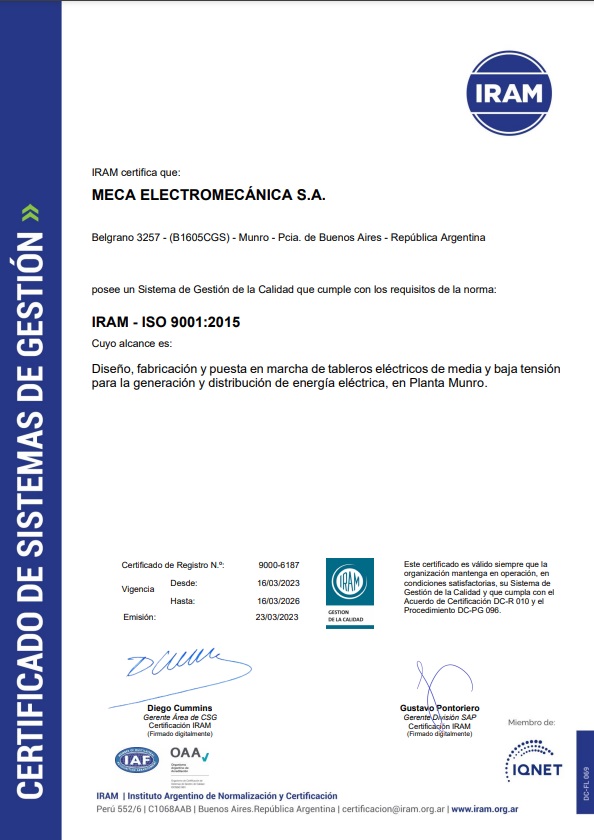 CERTIFICADO DE SISTEMAS DE GESTIÓN
IRAM
IRAM certifica que:
MECA ELECTROMECÁNICA S.A.
Belgrano 3257 - (B1605CGS) - Munro - Pcia. de Buenos Aires - República Argentina
posee un Sistema de Gestión de la Calidad que cumple con los requisitos de la norma:
IRAM - ISO 9001:2015
Cuyo alcance es:
Diseño, fabricación y puesta en marcha de tableros eléctricos de media y baja tensión
para la generación y distribución de energía eléctrica, en Planta Munro.
Certificado de Registro N.º: 9000-6187
Vigencia
Desde: 16/03/2023
Hasta: 16/03/2026
Emisión: 23/03/2023
IRAM
GESTION
DE LA CALIDAD
Este certificado es válido siempre que la
organización mantenga en operación, en
condiciones satisfactorias, su Sistema de
Gestión de la Calidad y que cumpla con el
Acuerdo de Certificación DC-R 010 y el
Procedimiento DC-PG 096.
Diego Cummins
Gerente Área de CSG
Certificación IRAM
(Firmado digitalmente)
Gustavo Pontoriero
Gerente División SAP
Certificación IRAM
(Firmado digitalmente)
Miembro de:
IAF
OAA
IQNET
DC-FL 069
IRAM | Instituto Argentino de Normalización y Certificación
Perú 552/6 | C1068AAB | Buenos Aires.República Argentina | certificacion@iram.org.ar | www.iram.org.ar